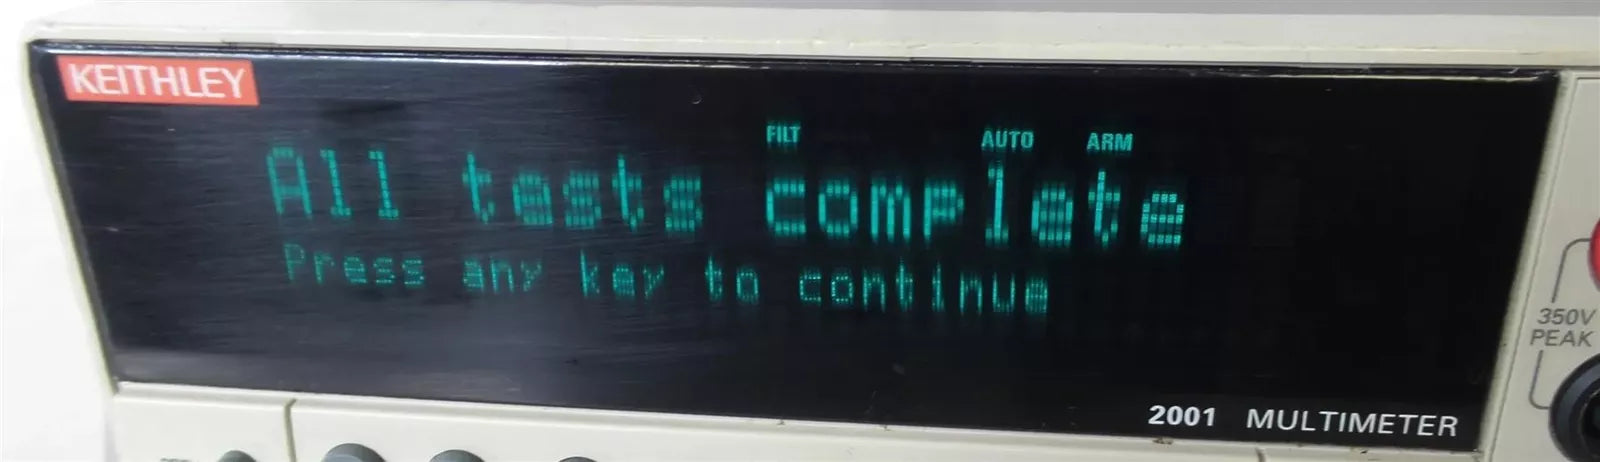 KEITHLEY
FILT AUTO ARM
All tests complete
Press any key to continue
350V
PEAK
2001 MULTIMETER